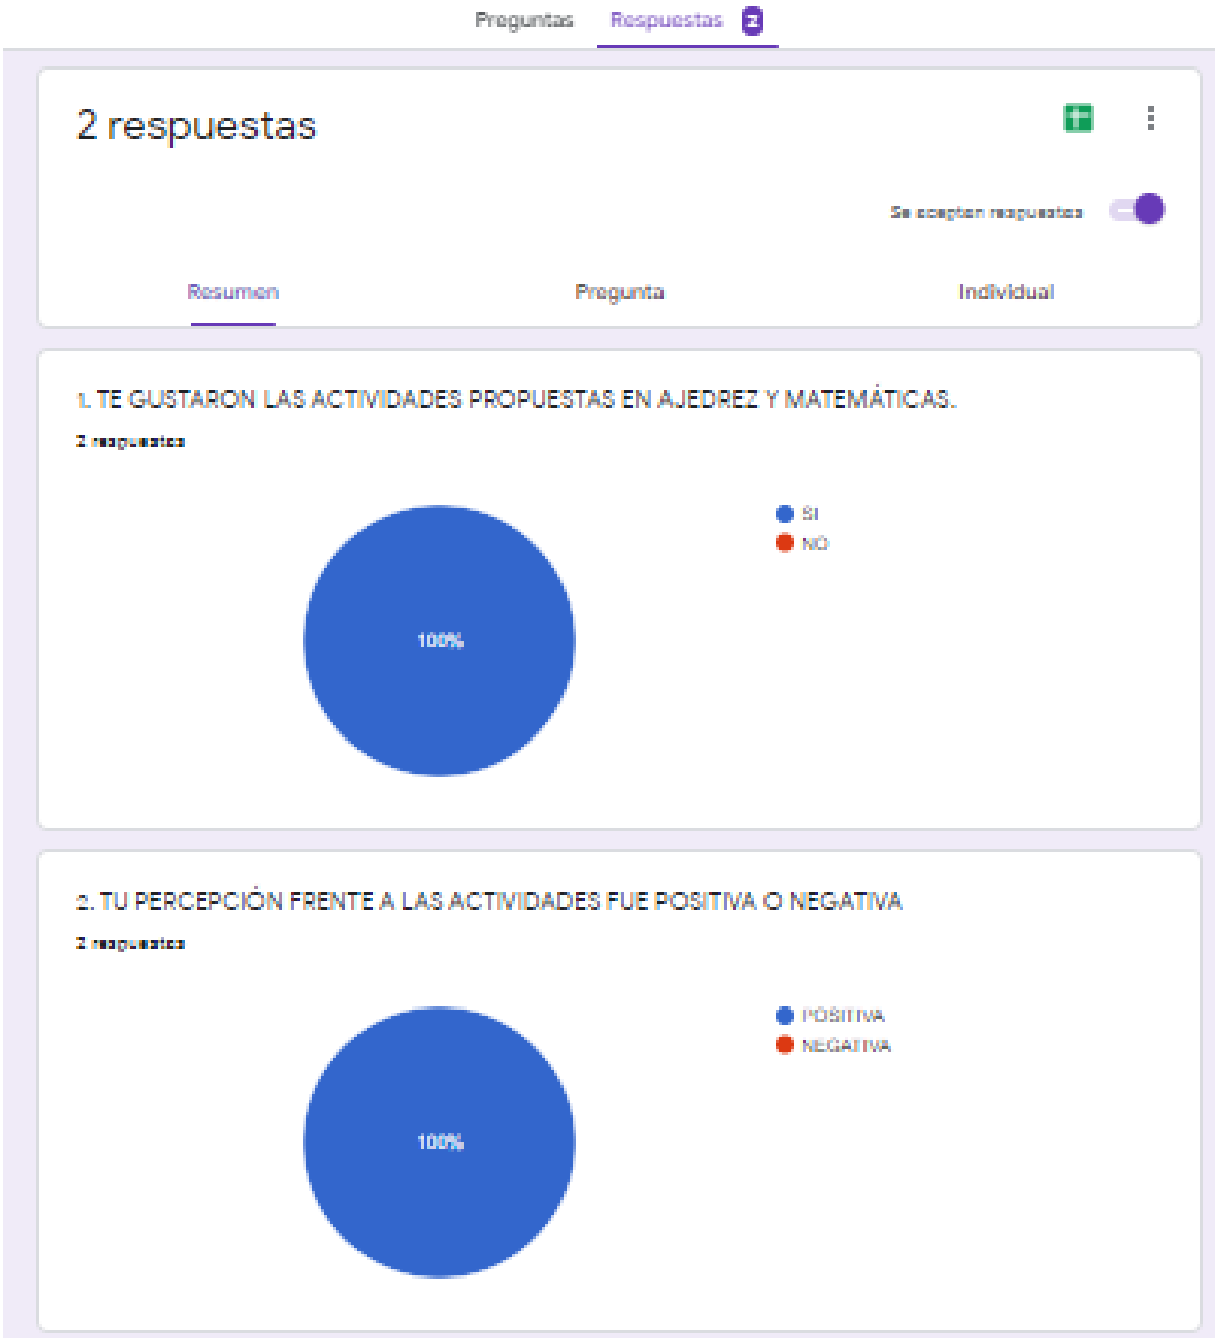 Preguntas Respuestas 2
2 respuestas
Se aceptan respuestas
Resumen Pregunta Individual
1. TE GUSTARON LAS ACTIVIDADES PROPUESTAS EN AJEDREZ Y MATEMÁTICAS.
2 respuestas
SI
NO
100%
2. TU PERCEPCIÓN FRENTE A LAS ACTIVIDADES FUE POSITIVA O NEGATIVA
2 respuestas
POSITIVA
NEGATIVA
100%